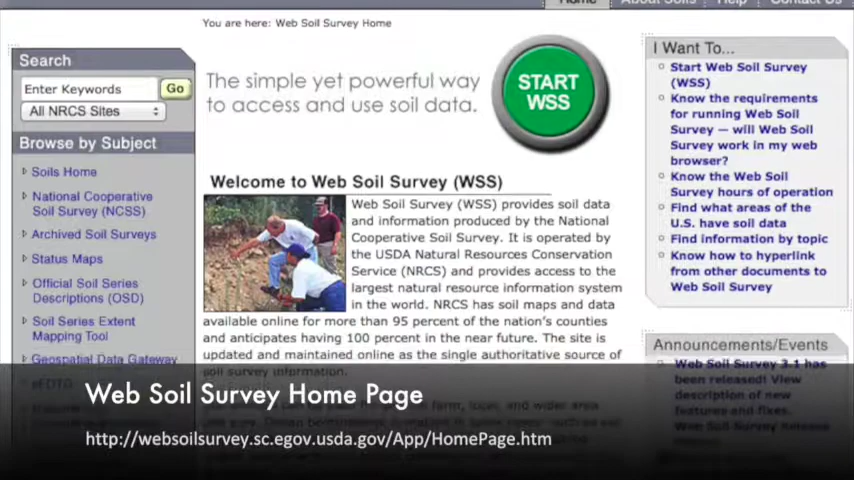 Home About Soils Help Contact Us
You are here: Web Soil Survey Home
Search
Enter Keywords
Go
All NRCS Sites
Browse by Subject
Soils Home
National Cooperative
Soil Survey (NCSS)
Archived Soil Surveys
Status Maps
Official Soil Series
Descriptions (OSD)
Soil Series Extent
Mapping Tool
Geospatial Data Gateway
eFOTG
The simple yet powerful way
to access and use soil data.
START
WSS
Welcome to Web Soil Survey (WSS)
Web Soil Survey (WSS) provides soil data
and information produced by the National
Cooperative Soil Survey. It is operated by
the USDA Natural Resources Conservation
Service (NRCS) and provides access to the
largest natural resource information system
in the world. NRCS has soil maps and data
available online for more than 95 percent of the nation's counties
and anticipates having 100 percent in the near future. The site is
updated and maintained online as the single authoritative source of
soil survey information.
I Want To...
Start Web Soil Survey
(WSS)
Know the requirements
for running Web Soil
Survey — will Web Soil
Survey work in my web
browser?
Know the Web Soil
Survey hours of operation
Find what areas of the
U.S. have soil data
Find information by topic
Know how to hyperlink
from other documents to
Web Soil Survey
Announcements/Events
Web Soil Survey 3.1 has
been released! View
description of new
features and fixes.
Web Soil Survey Release
Web Soil Survey Home Page
http://websoilsurvey.sc.egov.usda.gov/App/HomePage.htm